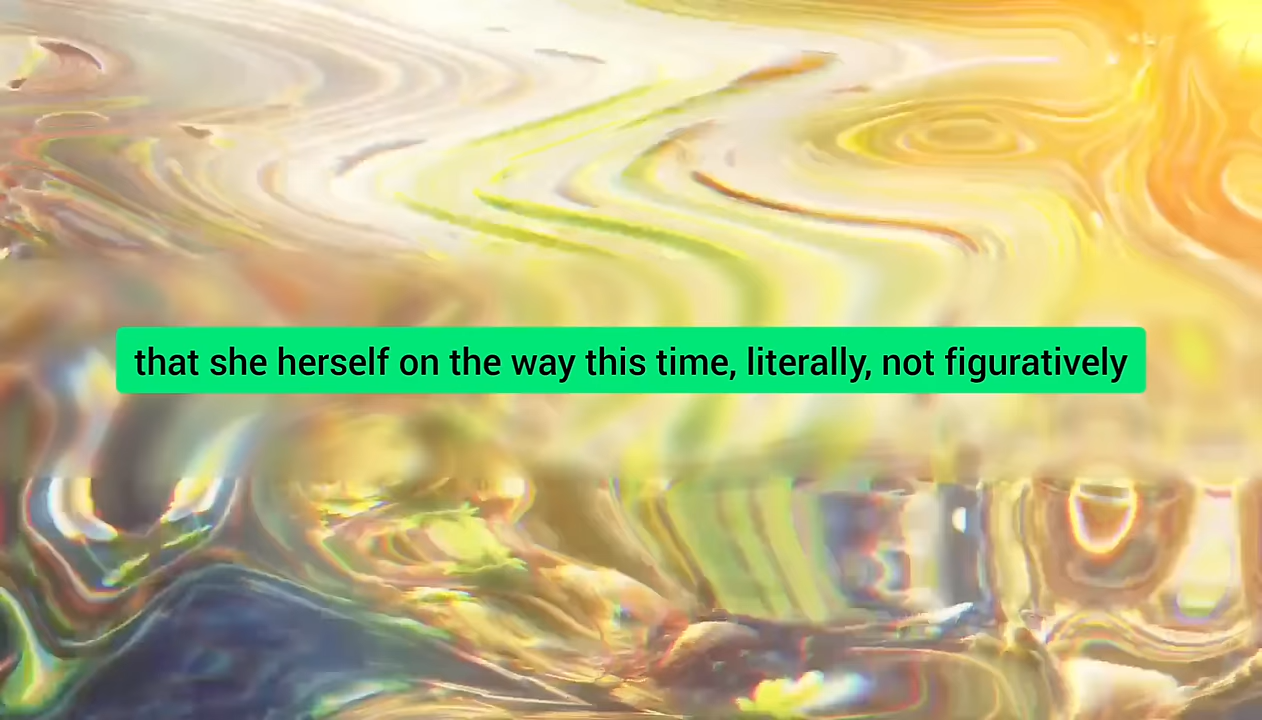 that she herself on the way this time, literally, not figuratively